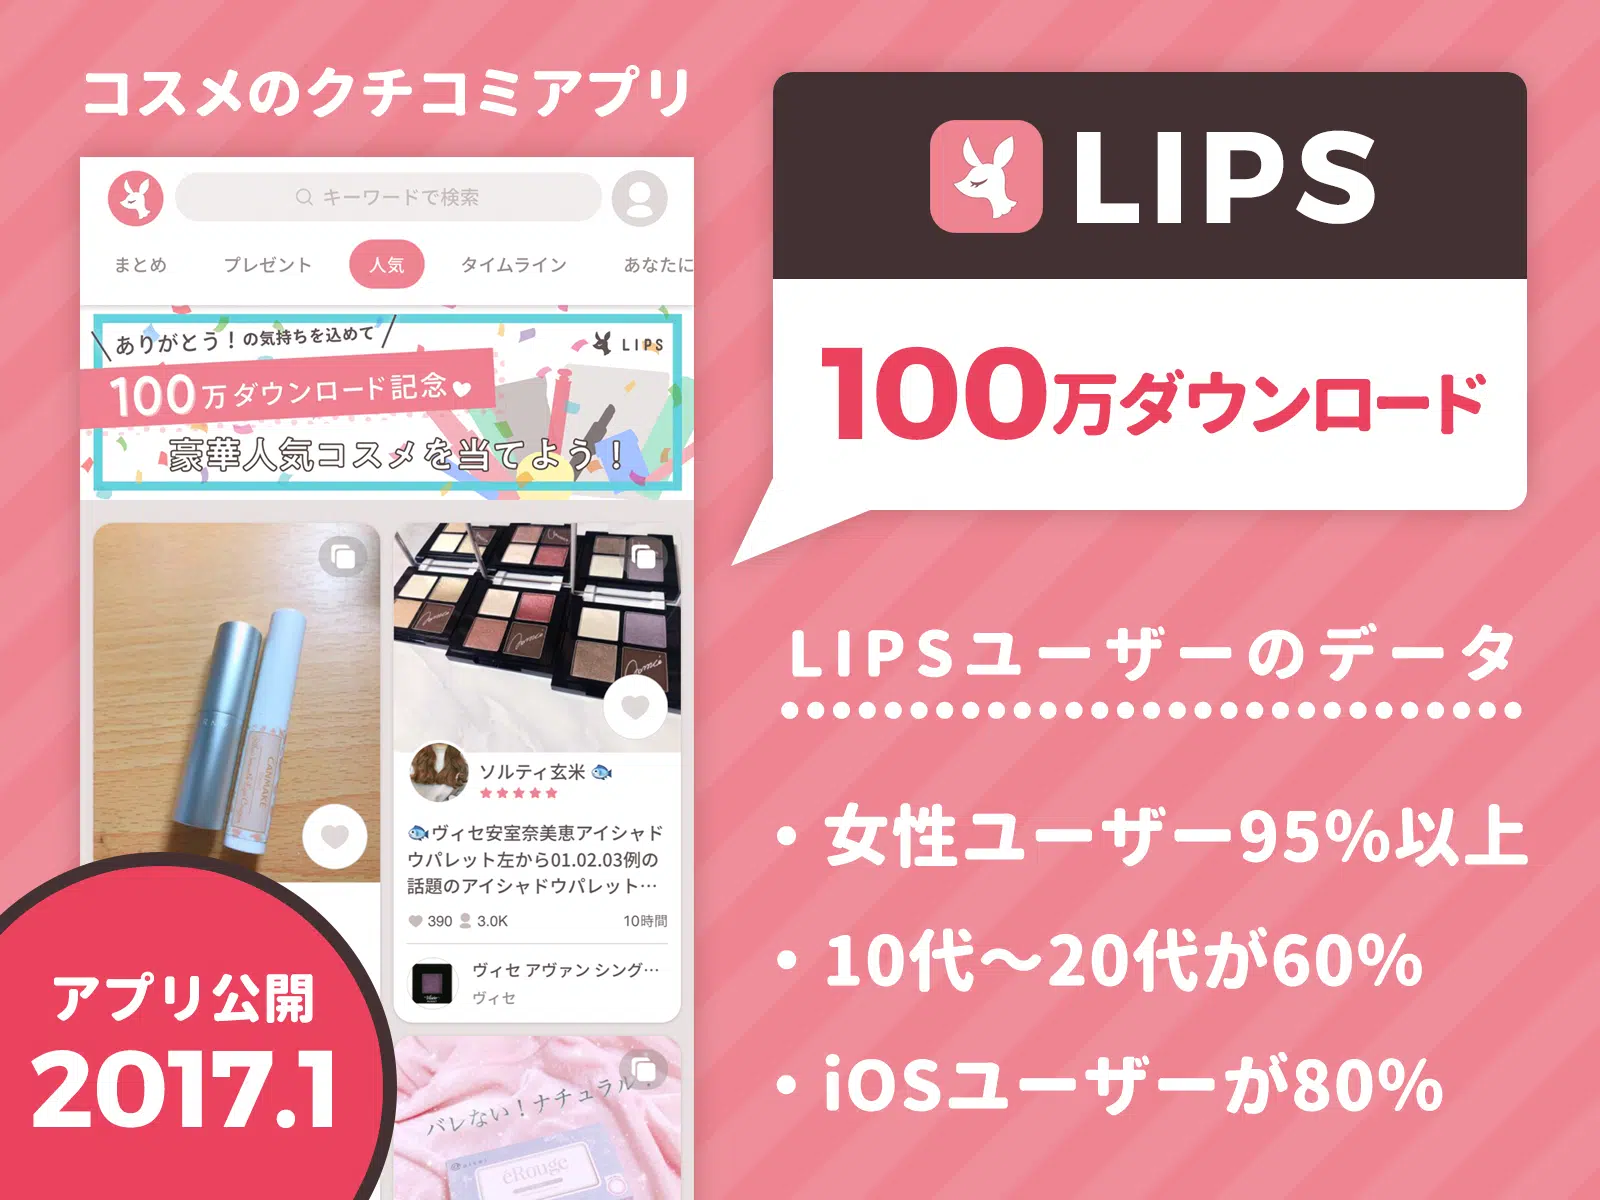 コスメのクチコミアプリ
キーワードで検索
まとめ
プレゼント
人気
タイムライン
あなたに
ありがとう！の気持ちを込めて
LIPS
100万ダウンロード記念
豪華人気コスメを当てよう！
CANMAKE
ソルティ玄米
★★★★★
ヴィセ安室奈美恵アイシャド
ウパレット左から01.02.03例の
話題のアイシャドウパレット…
390
3.0K
10時間
ヴィセ アヴァン シング…
ヴィセ
バレない！ナチュラル
éRouge
アプリ公開
2017.1
LIPS
100万ダウンロード
LIPSユーザーのデータ
• 女性ユーザー95%以上
• 10代〜20代が60%
• iOSユーザーが80%